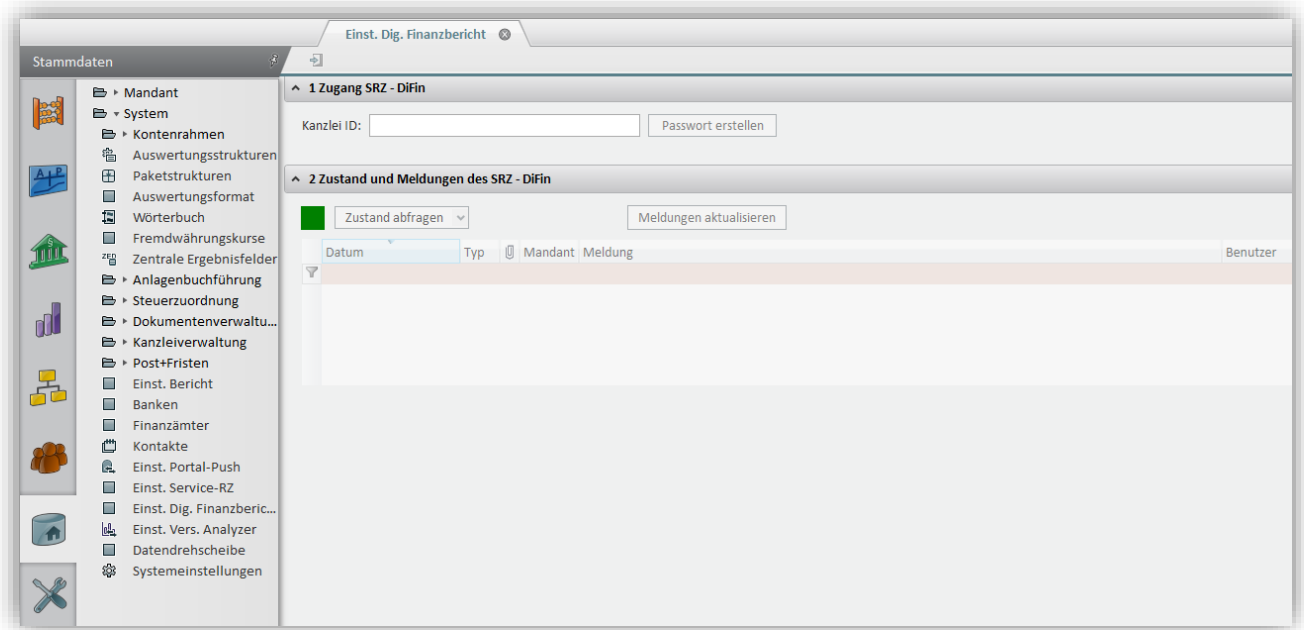 Einst. Dig. Finanzbericht
Stammdaten
Mandant
System
Kontenrahmen
Auswertungsstrukturen
Paketstrukturen
Auswertungsformat
Wörterbuch
Fremdwährungskurse
Zentrale Ergebnisfelder
Anlagenbuchführung
Steuerzuordnung
Dokumentenverwaltu...
Kanzleiverwaltung
Post+Fristen
Einst. Bericht
Banken
Finanzämter
Kontakte
Einst. Portal-Push
Einst. Service-RZ
Einst. Dig. Finanzberic...
Einst. Vers. Analyzer
Datendrehscheibe
Systemeinstellungen
1 Zugang SRZ - DiFin
Kanzlei ID: Passwort erstellen
2 Zustand und Meldungen des SRZ - DiFin
Zustand abfragen Meldungen aktualisieren
Datum Typ Mandant Meldung Benutzer